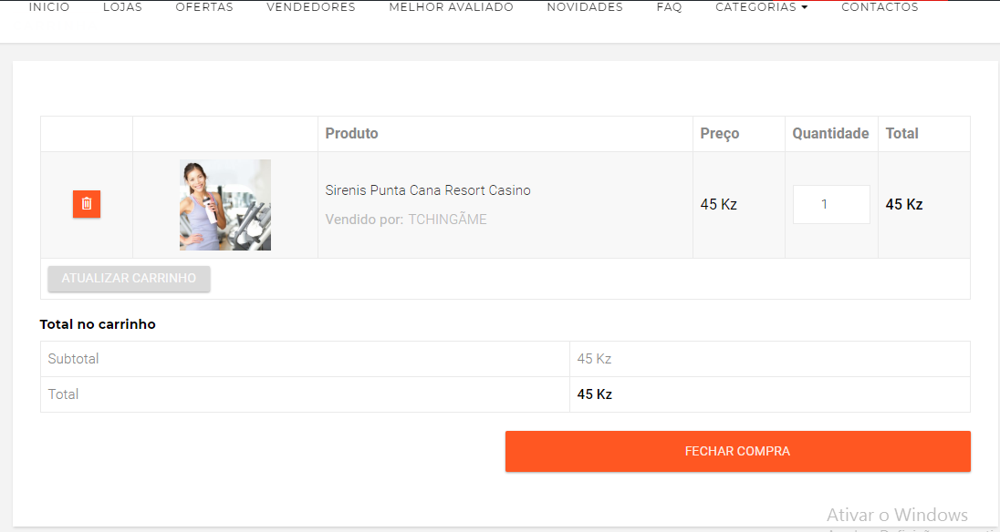 INICIO LOJAS OFERTAS VENDEDORES MELHOR AVALIADO NOVIDADES FAQ CATEGORIAS CONTACTOS
Produto Preço Quantidade Total
Sirenis Punta Cana Resort Casino
Vendido por: TCHINGÃME
45 Kz 1 45 Kz
ATUALIZAR CARRINHO
Total no carrinho
Subtotal 45 Kz
Total 45 Kz
FECHAR COMPRA
Ativar o Windows